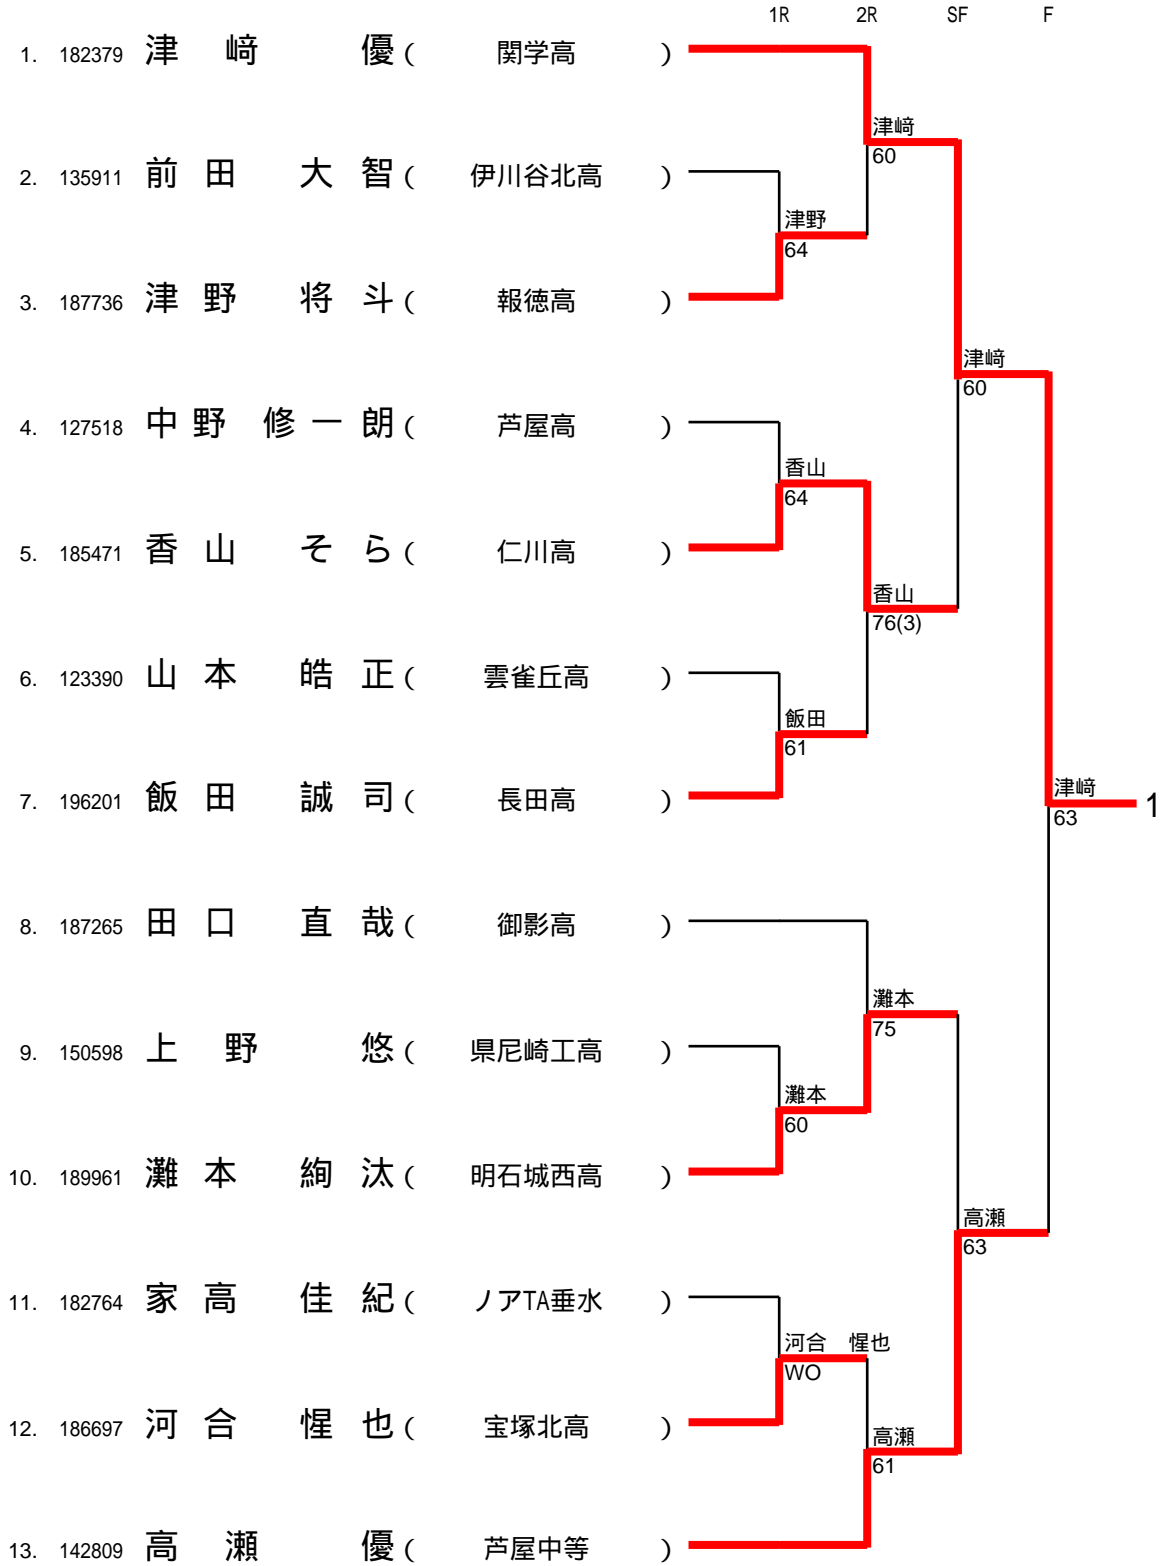 1R 2R SF F
1. 182379 津﨑 優 ( 関学高 )
津﨑
60
2. 135911 前田 大智 ( 伊川谷北高 )
津野
64
3. 187736 津野 将斗 ( 報徳高 )
津﨑
60
4. 127518 中野 修一朗 ( 芦屋高 )
香山
64
5. 185471 香山 そら ( 仁川高 )
香山
76(3)
6. 123390 山本 皓正 ( 雲雀丘高 )
飯田
61
7. 196201 飯田 誠司 ( 長田高 )
津﨑
63
1
8. 187265 田口 直哉 ( 御影高 )
灘本
75
9. 150598 上野 悠 ( 県尼崎工高 )
灘本
60
10. 189961 灘本 絢汰 ( 明石城西高 )
高瀬
63
11. 182764 家高 佳紀 ( ノアTA垂水 )
河合 惺也
WO
12. 186697 河合 惺也 ( 宝塚北高 )
高瀬
61
13. 142809 高瀬 優 ( 芦屋中等 )